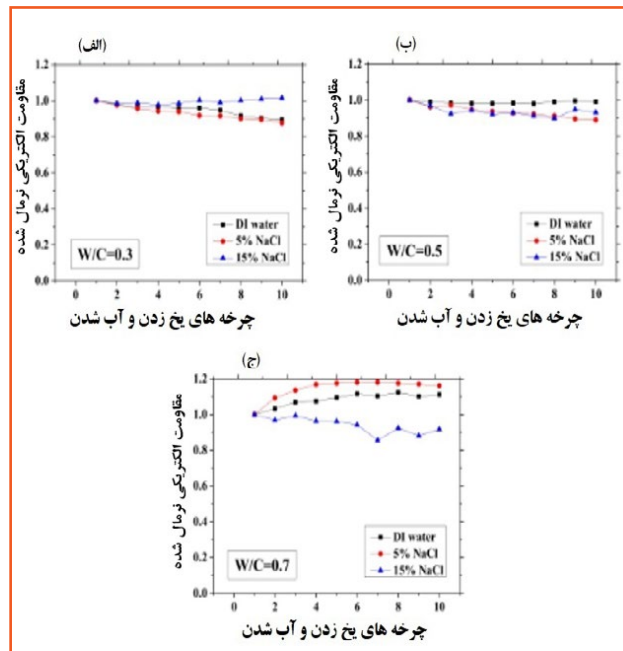 (الف)
مقاومت الکتریکی نرمال شده
1.2
1.0
0.8
0.6
0.4
0.2
0.0
DI water
5% NaCl
15% NaCl
W/C=0.3
0 2 4 6 8 10
چرخه های یخ زدن و آب شدن
(ب)
مقاومت الکتریکی نرمال شده
1.2
1.0
0.8
0.6
0.4
0.2
0.0
DI water
5% NaCl
15% NaCl
W/C=0.5
0 2 4 6 8 10
چرخه های یخ زدن و آب شدن
(ج)
مقاومت الکتریکی نرمال شده
1.2
1.0
0.8
0.6
0.4
0.2
0.0
DI water
5% NaCl
15% NaCl
W/C=0.7
0 2 4 6 8 10
چرخه های یخ زدن و آب شدن